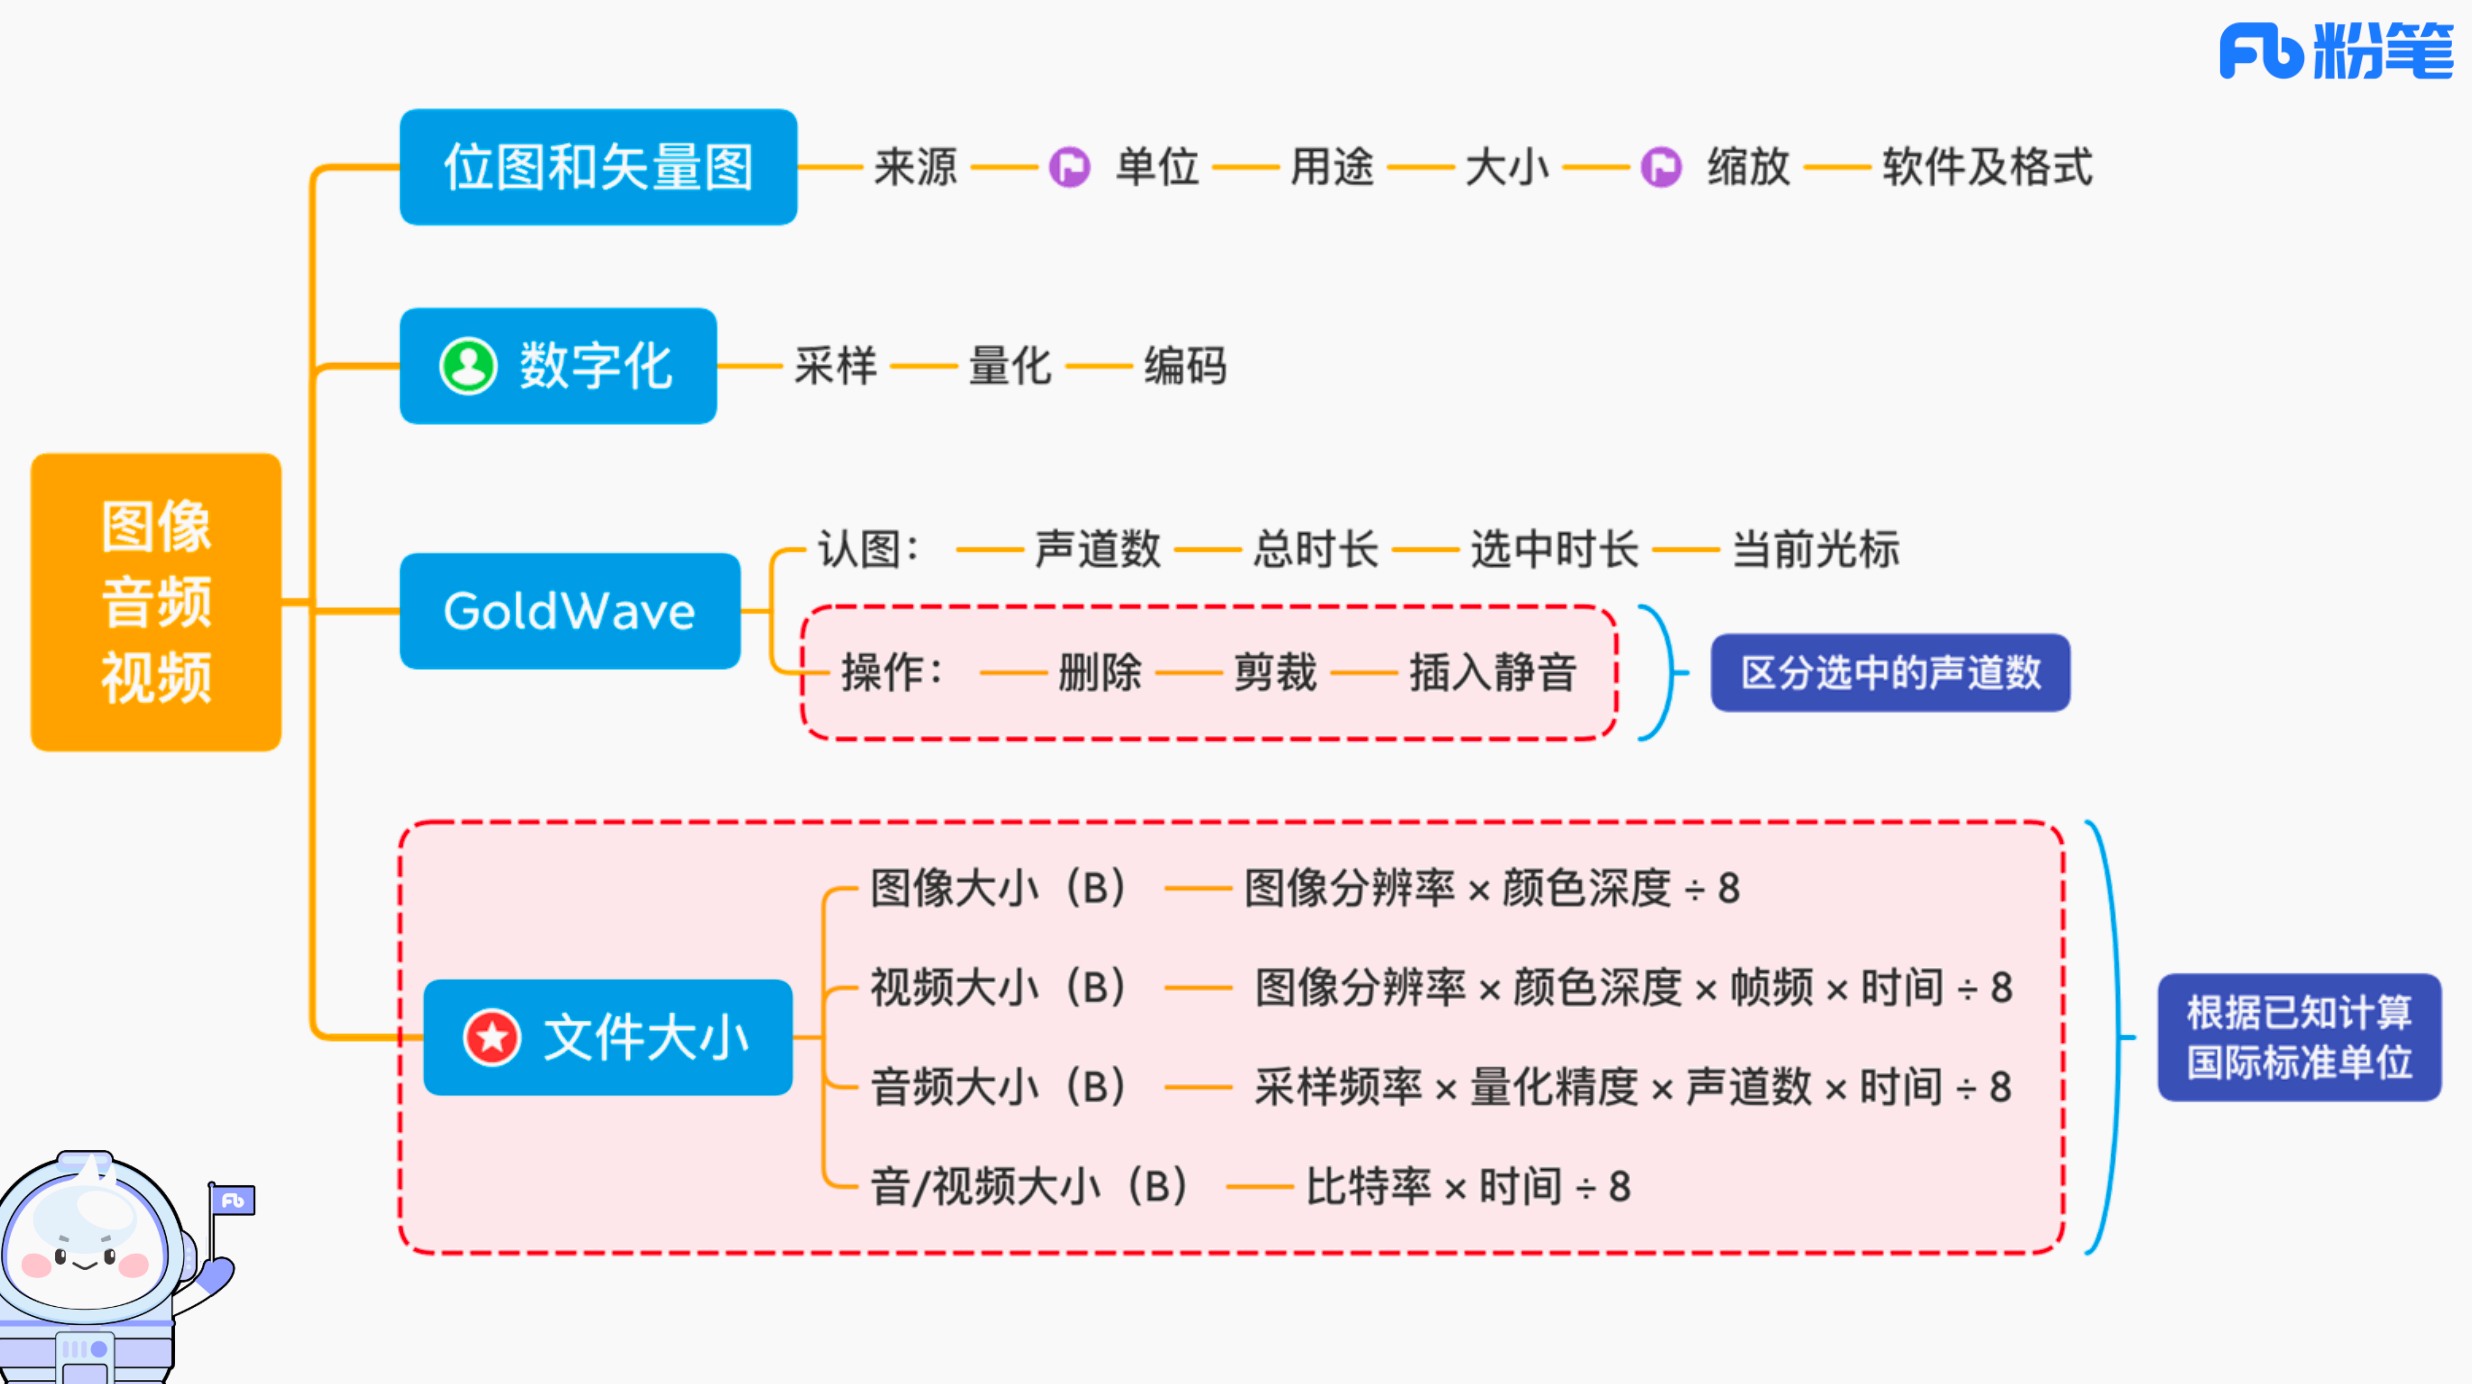 粉笔
位图和矢量图 来源 单位 用途 大小 缩放 软件及格式
数字化 采样 量化 编码
图像
音频
视频
GoldWave
认图： 声道数 总时长 选中时长 当前光标
操作： 删除 剪裁 插入静音
区分选中的声道数
文件大小
图像大小（B） 图像分辨率 × 颜色深度 ÷ 8
视频大小（B） 图像分辨率 × 颜色深度 × 帧频 × 时间 ÷ 8
音频大小（B） 采样频率 × 量化精度 × 声道数 × 时间 ÷ 8
音/视频大小（B） 比特率 × 时间 ÷ 8
根据已知计算
国际标准单位